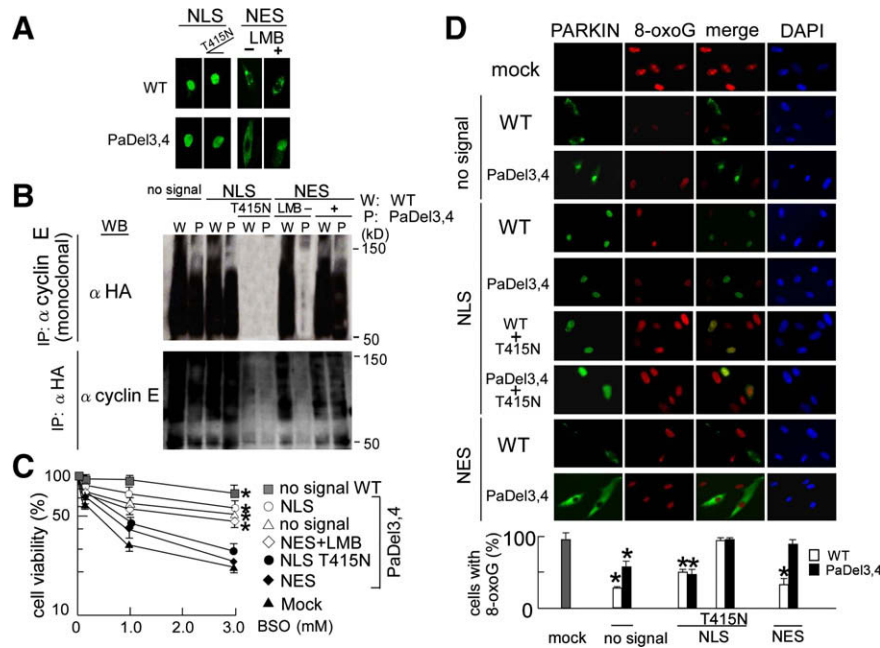 A
NLS NES
T415N LMB
− +
WT
PaDel3,4
B
no signal NLS NES
T415N LMB − +
W: WT
P: PaDel3,4
WB
W P W P W P W P W P (kD)
IP: α cyclin E (monoclonal)
α HA
150
50
IP: α HA
α cyclin E
150
50
C
cell viability (%)
100
50
10
0 1.0 2.0 3.0
BSO (mM)
no signal WT
NLS
no signal
NES+LMB
NLS T415N
NES
Mock
PaDel3,4
* * * *
D
PARKIN 8-oxoG merge DAPI
mock
no signal
WT
PaDel3,4
NLS
WT
PaDel3,4
WT + T415N
PaDel3,4 + T415N
NES
WT
PaDel3,4
cells with 8-oxoG (%)
100
0
* * ** *
WT
PaDel3,4
T415N
mock no signal NLS NES